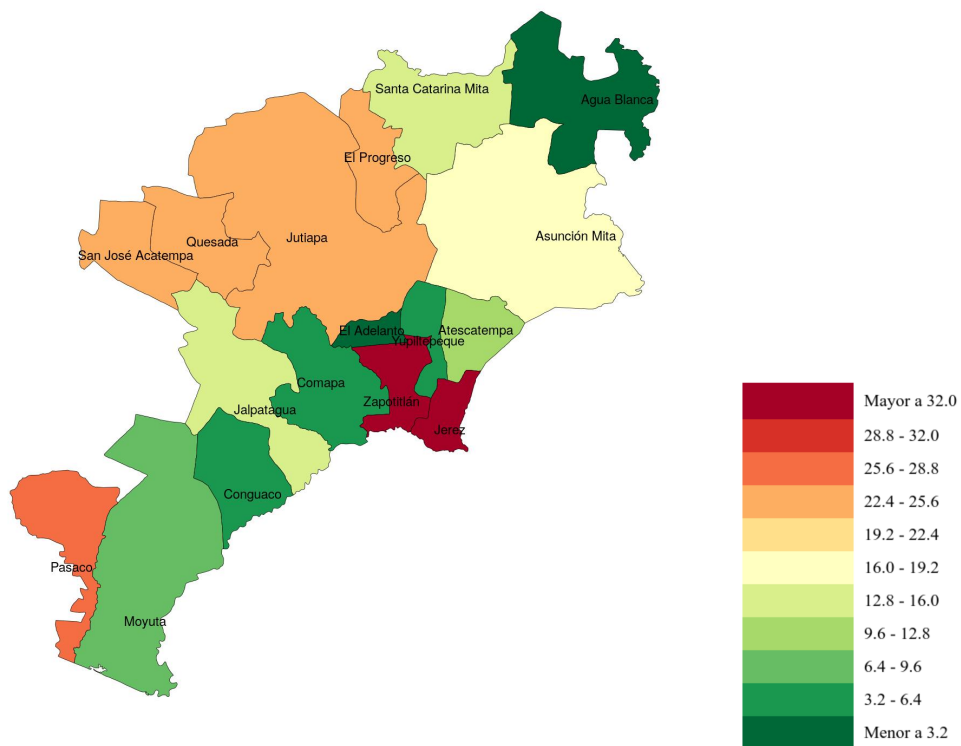 Santa Catarina Mita
Agua Blanca
El Progreso
Asunción Mita
Jutiapa
Quesada
San José Acatempa
El Adelanto
Atescatempa
Yupiltepeque
Comapa
Zapotitlán
Jalpatagua
Jerez
Conguaco
Pasaco
Moyuta
Mayor a 32.0
28.8 - 32.0
25.6 - 28.8
22.4 - 25.6
19.2 - 22.4
16.0 - 19.2
12.8 - 16.0
9.6 - 12.8
6.4 - 9.6
3.2 - 6.4
Menor a 3.2